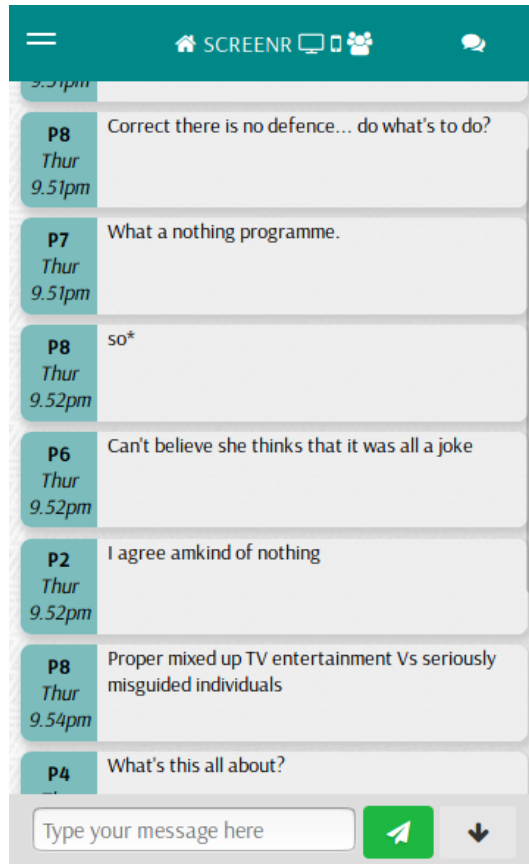 SCREENR
9.51pm
P8
Thur
9.51pm
Correct there is no defence... do what's to do?
P7
Thur
9.51pm
What a nothing programme.
P8
Thur
9.52pm
so*
P6
Thur
9.52pm
Can't believe she thinks that it was all a joke
P2
Thur
9.52pm
I agree amkind of nothing
P8
Thur
9.54pm
Proper mixed up TV entertainment Vs seriously
misguided individuals
P4
What's this all about?
Type your message here